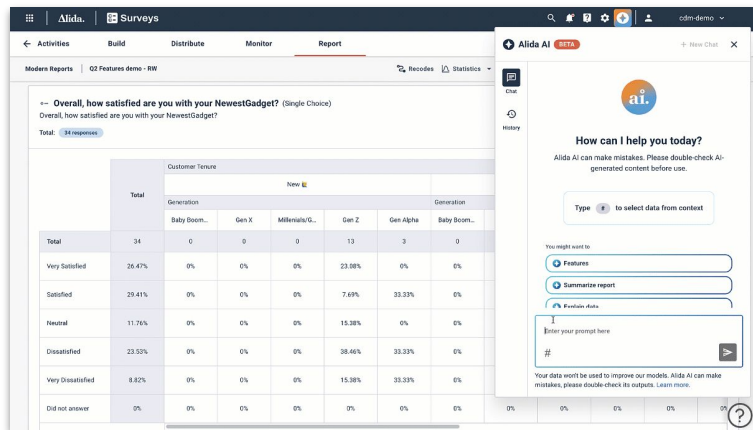 Alida. Surveys cdm-demo
Activities Build Distribute Monitor Report
Modern Reports Q2 Features demo - RW Recodes Statistics
Overall, how satisfied are you with your NewestGadget? (Single Choice)
Overall, how satisfied are you with your NewestGadget?
Total: 34 responses
Customer Tenure
Total New
Generation Generation
Baby Boom... Gen X Millenials/G... Gen Z Gen Alpha Baby Boom...
Total 34 0 0 0 13 3 0
Very Satisfied 26.47% 0% 0% 0% 23.08% 0% 0%
Satisfied 29.41% 0% 0% 0% 7.69% 33.33% 0%
Neutral 11.76% 0% 0% 0% 15.38% 0% 0%
Dissatisfied 23.53% 0% 0% 0% 38.46% 33.33% 0%
Very Dissatisfied 8.82% 0% 0% 0% 15.38% 33.33% 0%
Did not answer 0% 0% 0% 0% 0% 0% 0% 0% 0% 0% 0%
Alida AI BETA + New Chat
Chat
History
ai.
How can I help you today?
Alida AI can make mistakes. Please double-check AI-
generated content before use.
Type # to select data from context
You might want to
Features
Summarize report
Explain data
Enter your prompt here
#
Your data won't be used to improve our models. Alida AI can make
mistakes, please double-check its outputs. Learn more.
?